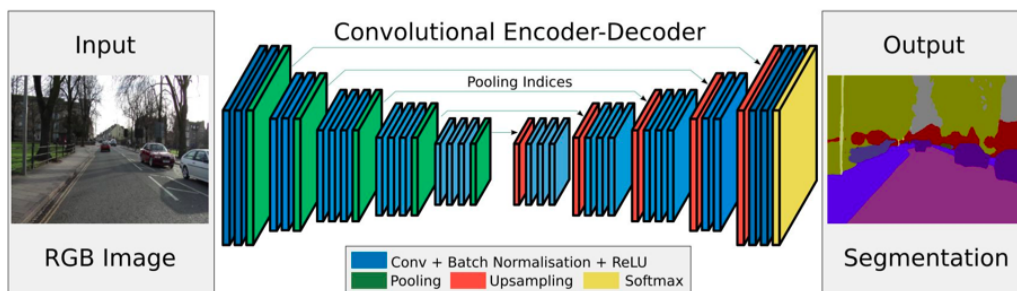 Input
RGB Image
Convolutional Encoder-Decoder
Pooling Indices
Conv + Batch Normalisation + ReLU
Pooling Upsampling Softmax
Output
Segmentation